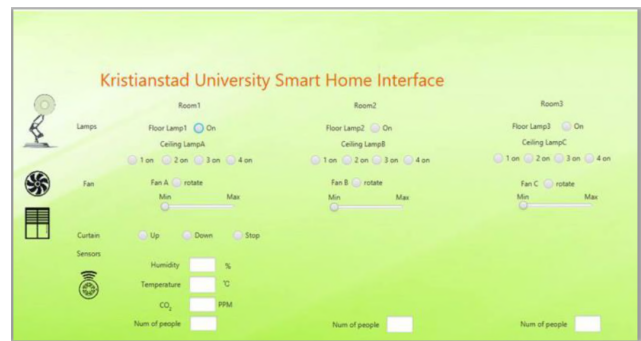 Kristianstad University Smart Home Interface
Room1 Room2 Room3
Lamps Floor Lamp1 On Floor Lamp2 On Floor Lamp3 On
Ceiling LampA Ceiling LampB Ceiling LampC
1 on 2 on 3 on 4 on 1 on 2 on 3 on 4 on 1 on 2 on 3 on 4 on
Fan Fan A rotate Fan B rotate Fan C rotate
Min Max Min Max Min Max
Curtain Up Down Stop
Sensors
Humidity %
Temperature ℃
CO₂ PPM
Num of people Num of people Num of people